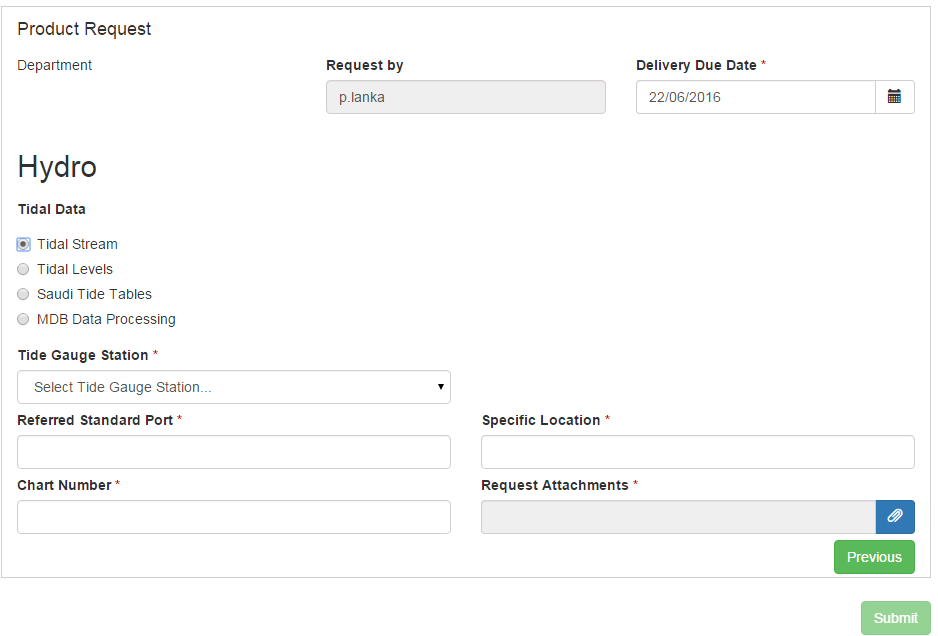 Product Request
Department
Request by
Delivery Due Date *
p.lanka
22/06/2016
Hydro
Tidal Data
Tidal Stream
Tidal Levels
Saudi Tide Tables
MDB Data Processing
Tide Gauge Station *
Select Tide Gauge Station...
Referred Standard Port *
Specific Location *
Chart Number *
Request Attachments *
Previous
Submit